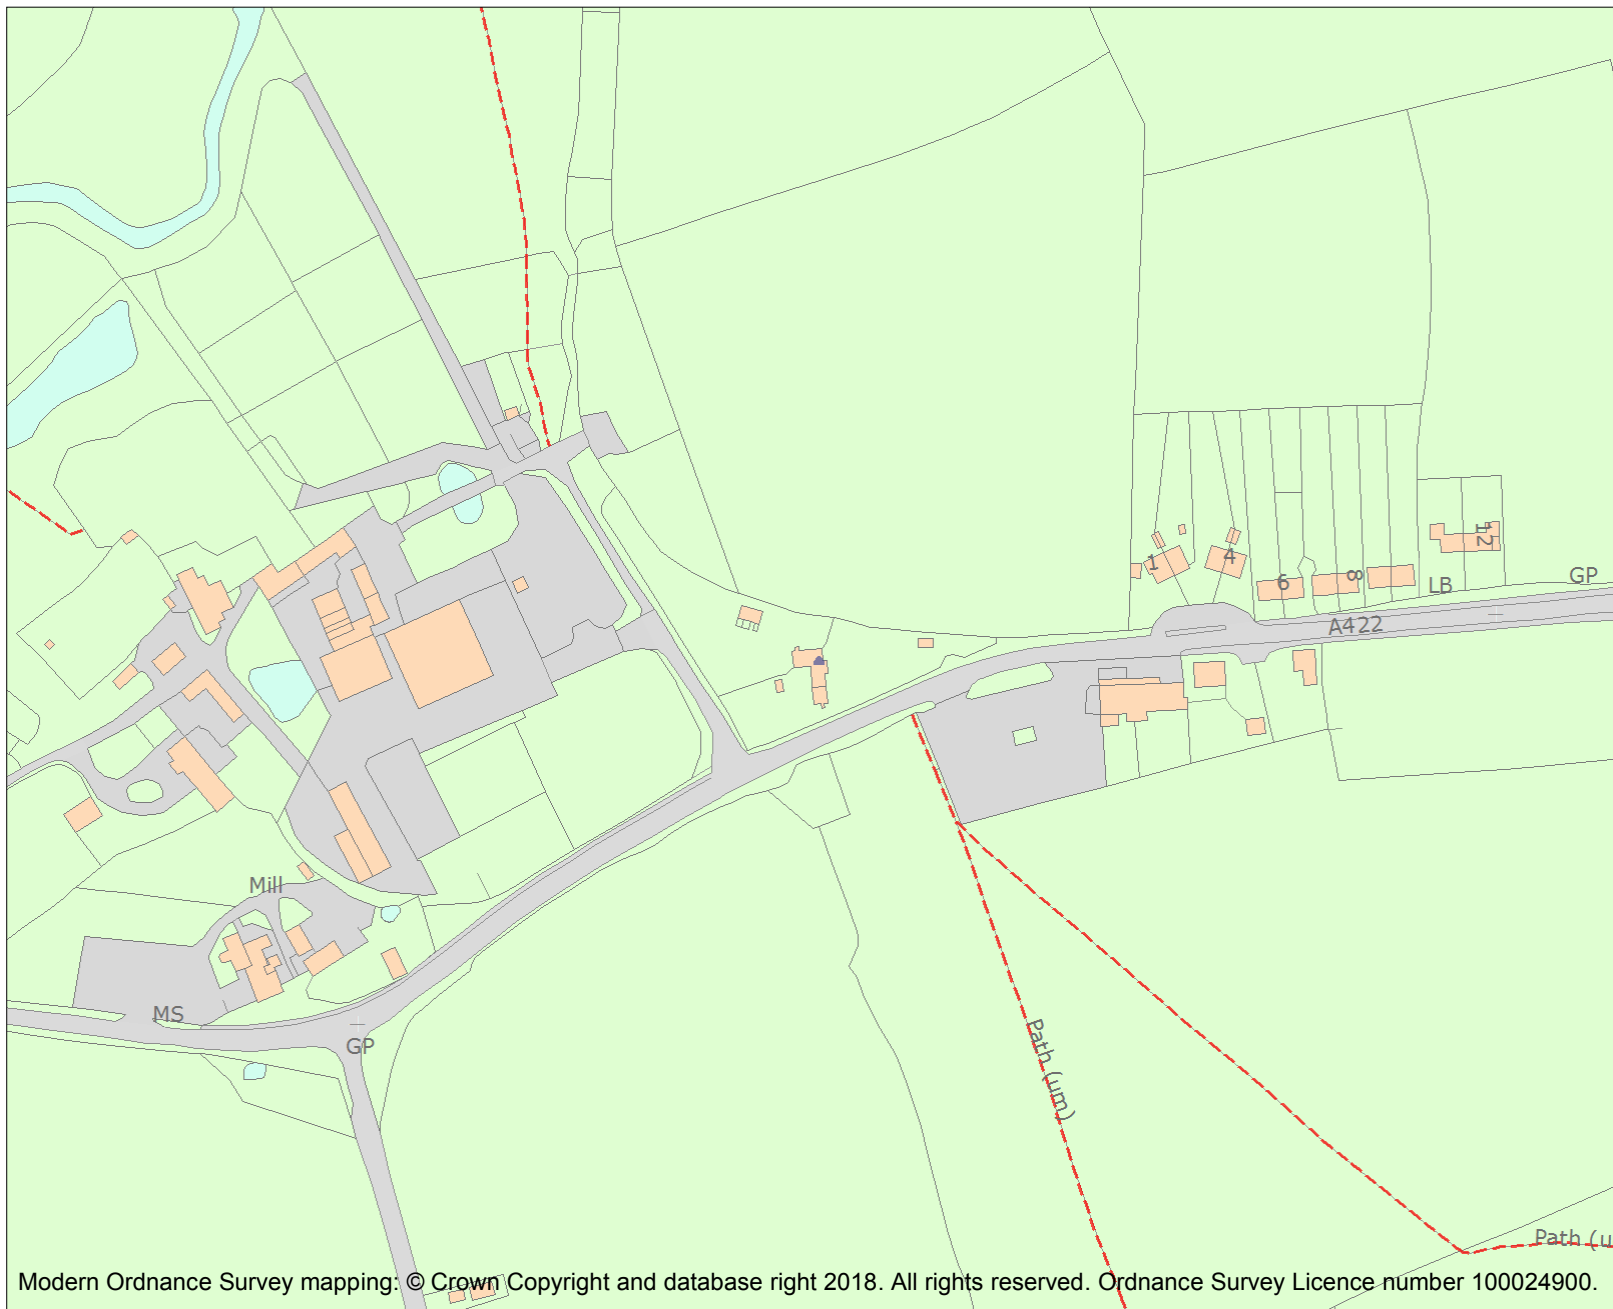 1
4
6
8
12
LB
GP
A422
Mill
MS
GP
Path (um)
Path (u
Modern Ordnance Survey mapping: © Crown Copyright and database right 2018. All rights reserved. Ordnance Survey Licence number 100024900.